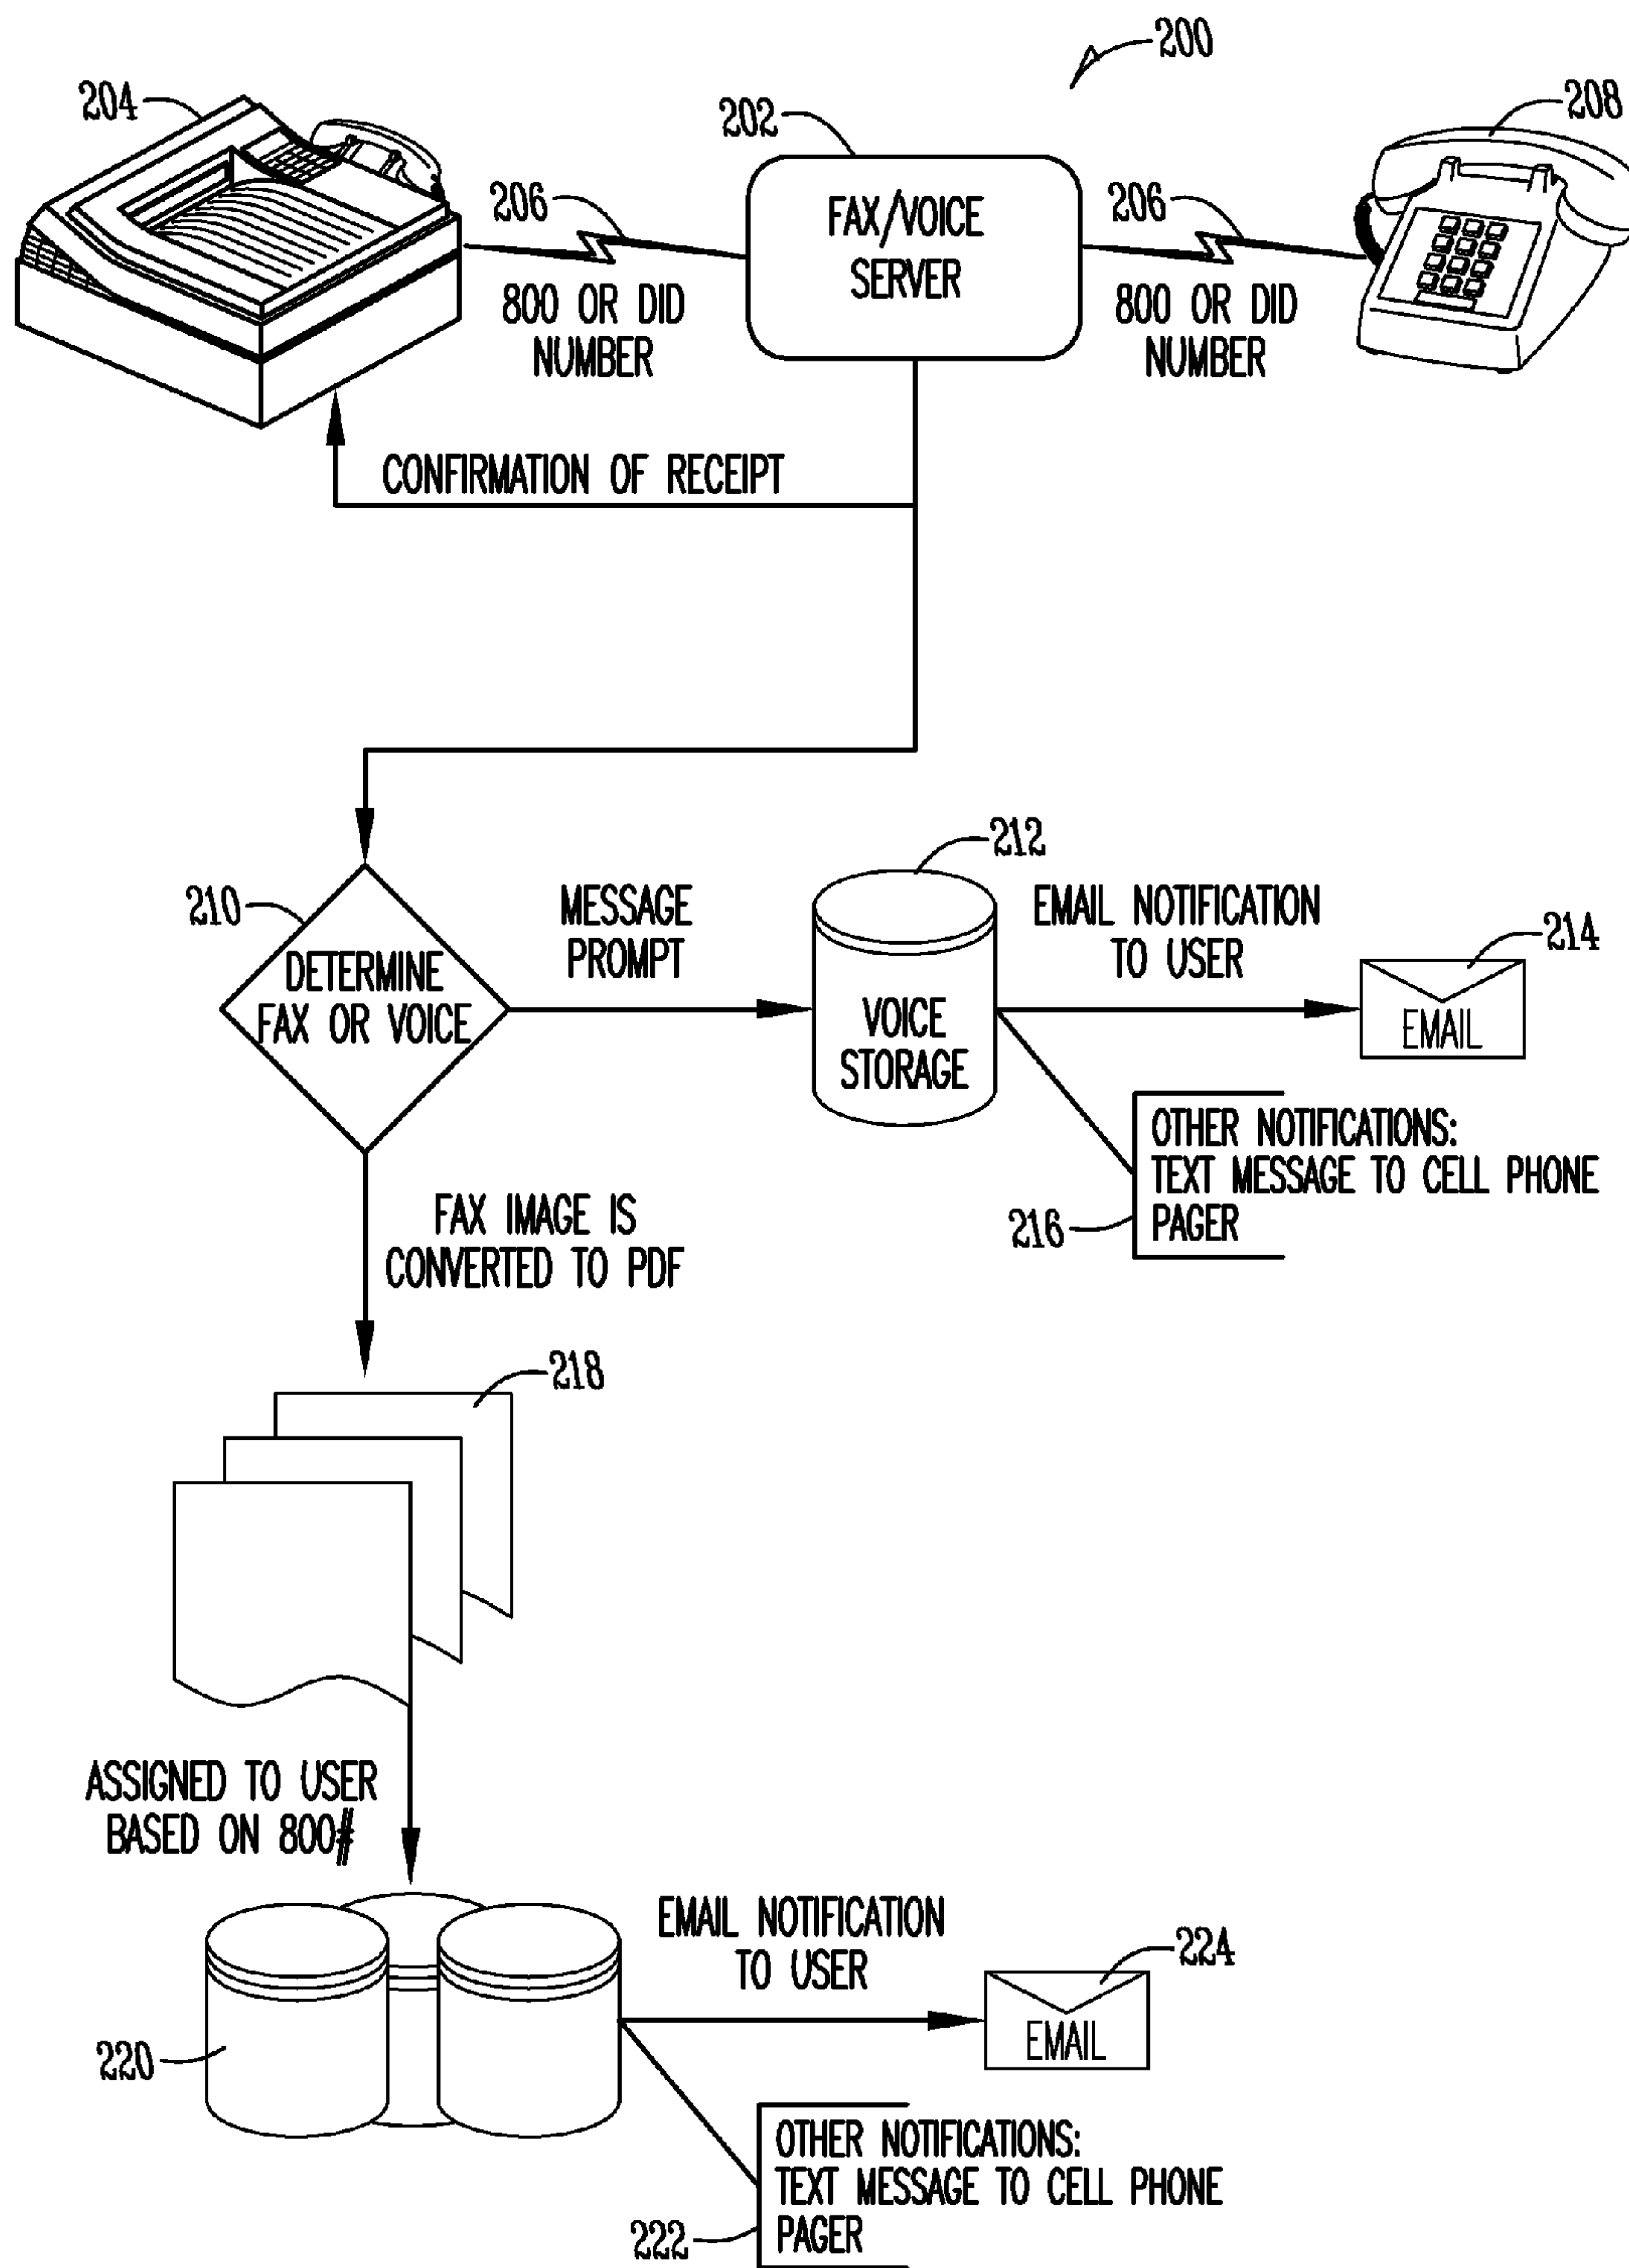 200
204
202
208
206
FAX/VOICE
SERVER
206
800 OR DID
NUMBER
800 OR DID
NUMBER
CONFIRMATION OF RECEIPT
212
210
MESSAGE
PROMPT
EMAIL NOTIFICATION
TO USER
214
DETERMINE
FAX OR VOICE
VOICE
STORAGE
EMAIL
OTHER NOTIFICATIONS:
TEXT MESSAGE TO CELL PHONE
PAGER
216
FAX IMAGE IS
CONVERTED TO PDF
218
ASSIGNED TO USER
BASED ON 800#
EMAIL NOTIFICATION
TO USER
224
EMAIL
220
OTHER NOTIFICATIONS:
TEXT MESSAGE TO CELL PHONE
PAGER
222